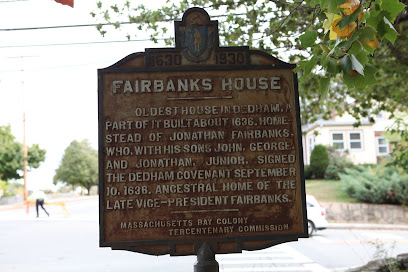 1630 1930
FAIRBANKS HOUSE
OLDEST HOUSE IN DEDHAM. A
PART OF IT BUILT ABOUT 1636. HOME-
STEAD OF JONATHAN FAIRBANKS,
WHO, WITH HIS SONS JOHN, GEORGE,
AND JONATHAN, JUNIOR, SIGNED
THE DEDHAM COVENANT SEPTEMBER
10, 1636. ANCESTRAL HOME OF THE
LATE VICE-PRESIDENT FAIRBANKS.
MASSACHUSETTS BAY COLONY
TERCENTENARY COMMISSION